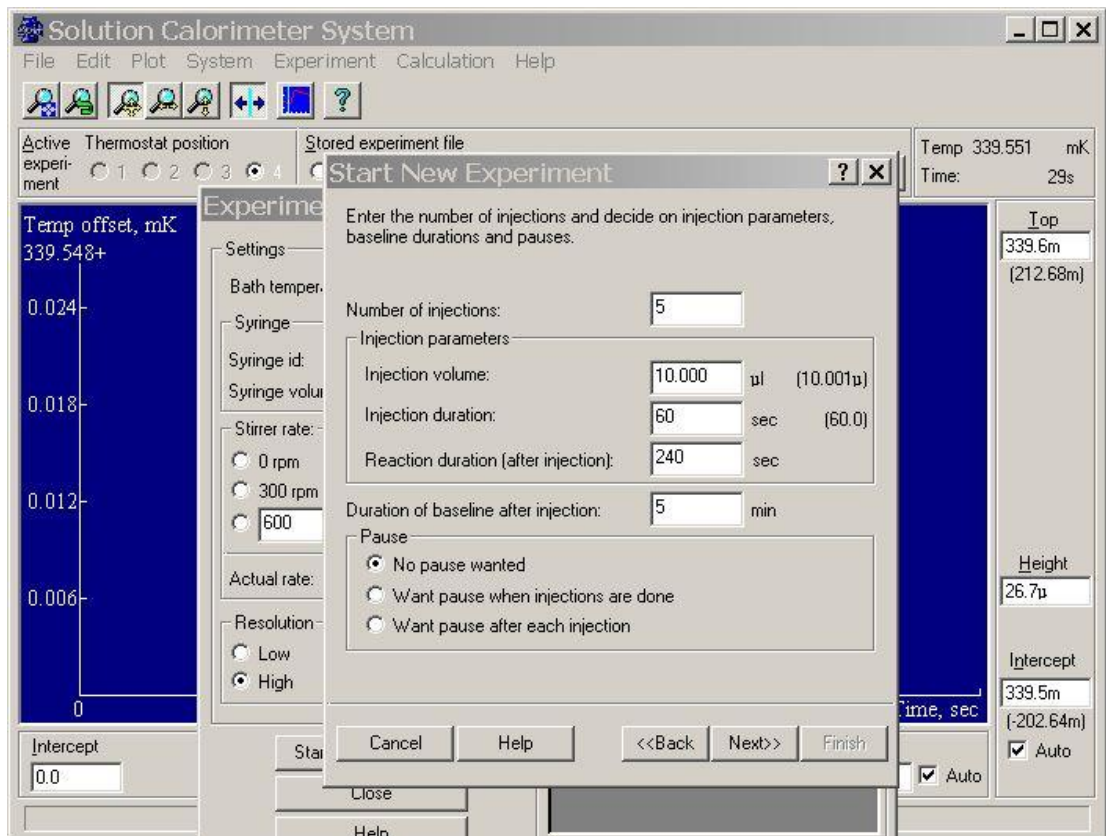 Solution Calorimeter System
File Edit Plot System Experiment Calculation Help
Active experi- ment
Thermostat position
1 2 3 4
Stored experiment file
Temp 339.551 mK
Time: 29s
Temp offset, mK
339.548+
0.024
0.018
0.012
0.006
0
Time, sec
Settings
Syringe
Syringe id:
Stirrer rate:
0 rpm
300 rpm
600
Actual rate:
Resolution
Low
High
Close
Help
Start New Experiment
Enter the number of injections and decide on injection parameters,
baseline durations and pauses.
Number of injections: 5
Injection parameters
Injection volume: 10.000 µl (10.001µ)
Injection duration: 60 sec (60.0)
Reaction duration (after injection): 240 sec
Duration of baseline after injection: 5 min
Pause
No pause wanted
Want pause when injections are done
Want pause after each injection
Cancel Help <<Back Next>> Finish
Top
339.6m
(212.68m)
Height
26.7µ
Intercept
339.5m
(-202.64m)
Auto
Intercept
0.0
Auto